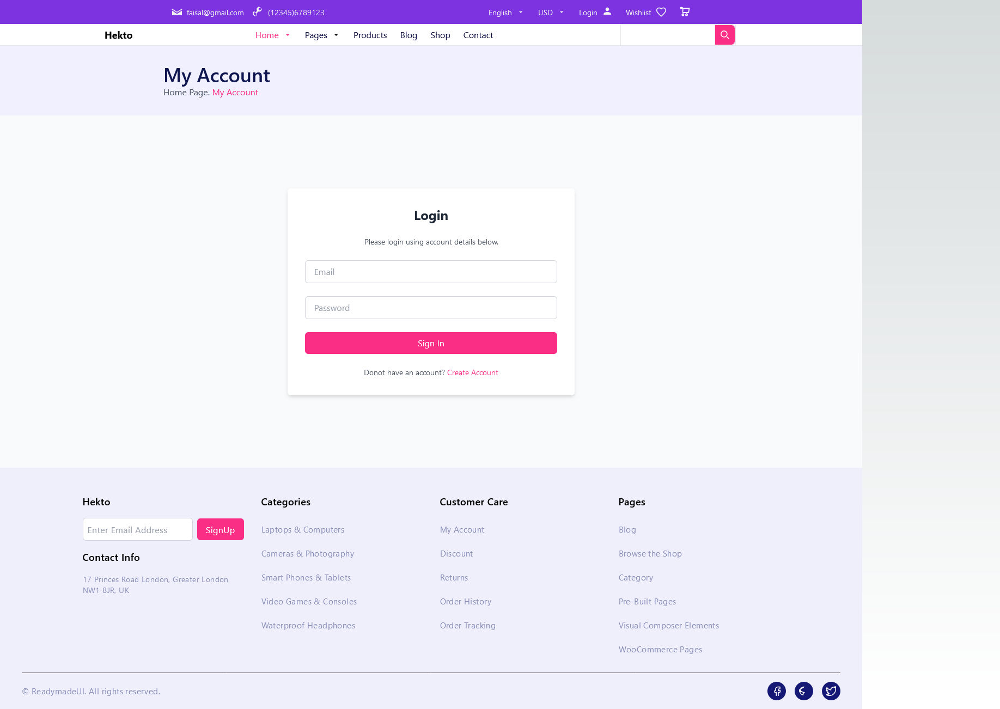 faisal@gmail.com (12345)6789123 English USD Login Wishlist
Hekto Home Pages Products Blog Shop Contact
My Account
Home Page. My Account
Login
Please login using account details below.
Email
Password
Sign In
Donot have an account? Create Account
Hekto
Enter Email Address SignUp
Contact Info
17 Princes Road London, Greater London
NW1 8JR, UK
Categories
Laptops & Computers
Cameras & Photography
Smart Phones & Tablets
Video Games & Consoles
Waterproof Headphones
Customer Care
My Account
Discount
Returns
Order History
Order Tracking
Pages
Blog
Browse the Shop
Category
Pre-Built Pages
Visual Composer Elements
WooCommerce Pages
© ReadymadeUI. All rights reserved.